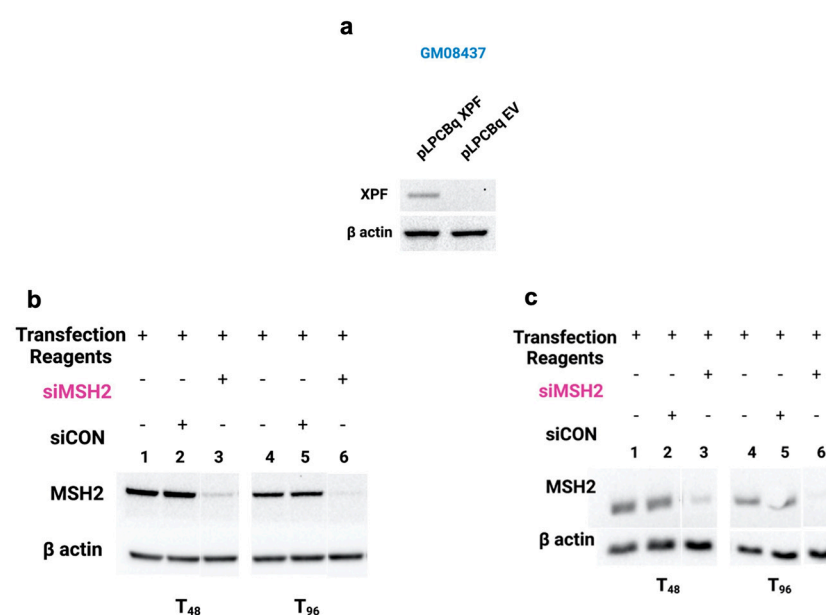 a
GM08437
pLPCBq XPF pLPCBq EV
XPF
β actin
b
Transfection Reagents + + + + + +
siMSH2 - - + - - +
siCON - + - - + -
1 2 3 4 5 6
MSH2
β actin
T48 T96
c
Transfection Reagents + + + + + +
siMSH2 - - + - - +
siCON - + - - + -
1 2 3 4 5 6
MSH2
β actin
T48 T96